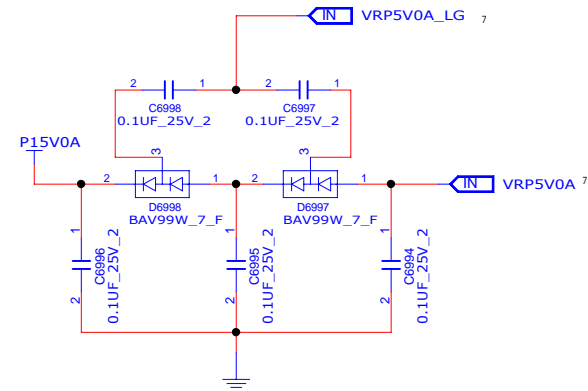 IN VRP5V0A_LG 7
2 1 2 1
C6998 C6997
0.1UF_25V_2 0.1UF_25V_2
P15V0A
3 3
2 1 2 1 IN VRP5V0A 7
D6998 D6997
BAV99W_7_F BAV99W_7_F
1 2 C6996 0.1UF_25V_2
1 2 C6995 0.1UF_25V_2
1 2 C6994 0.1UF_25V_2